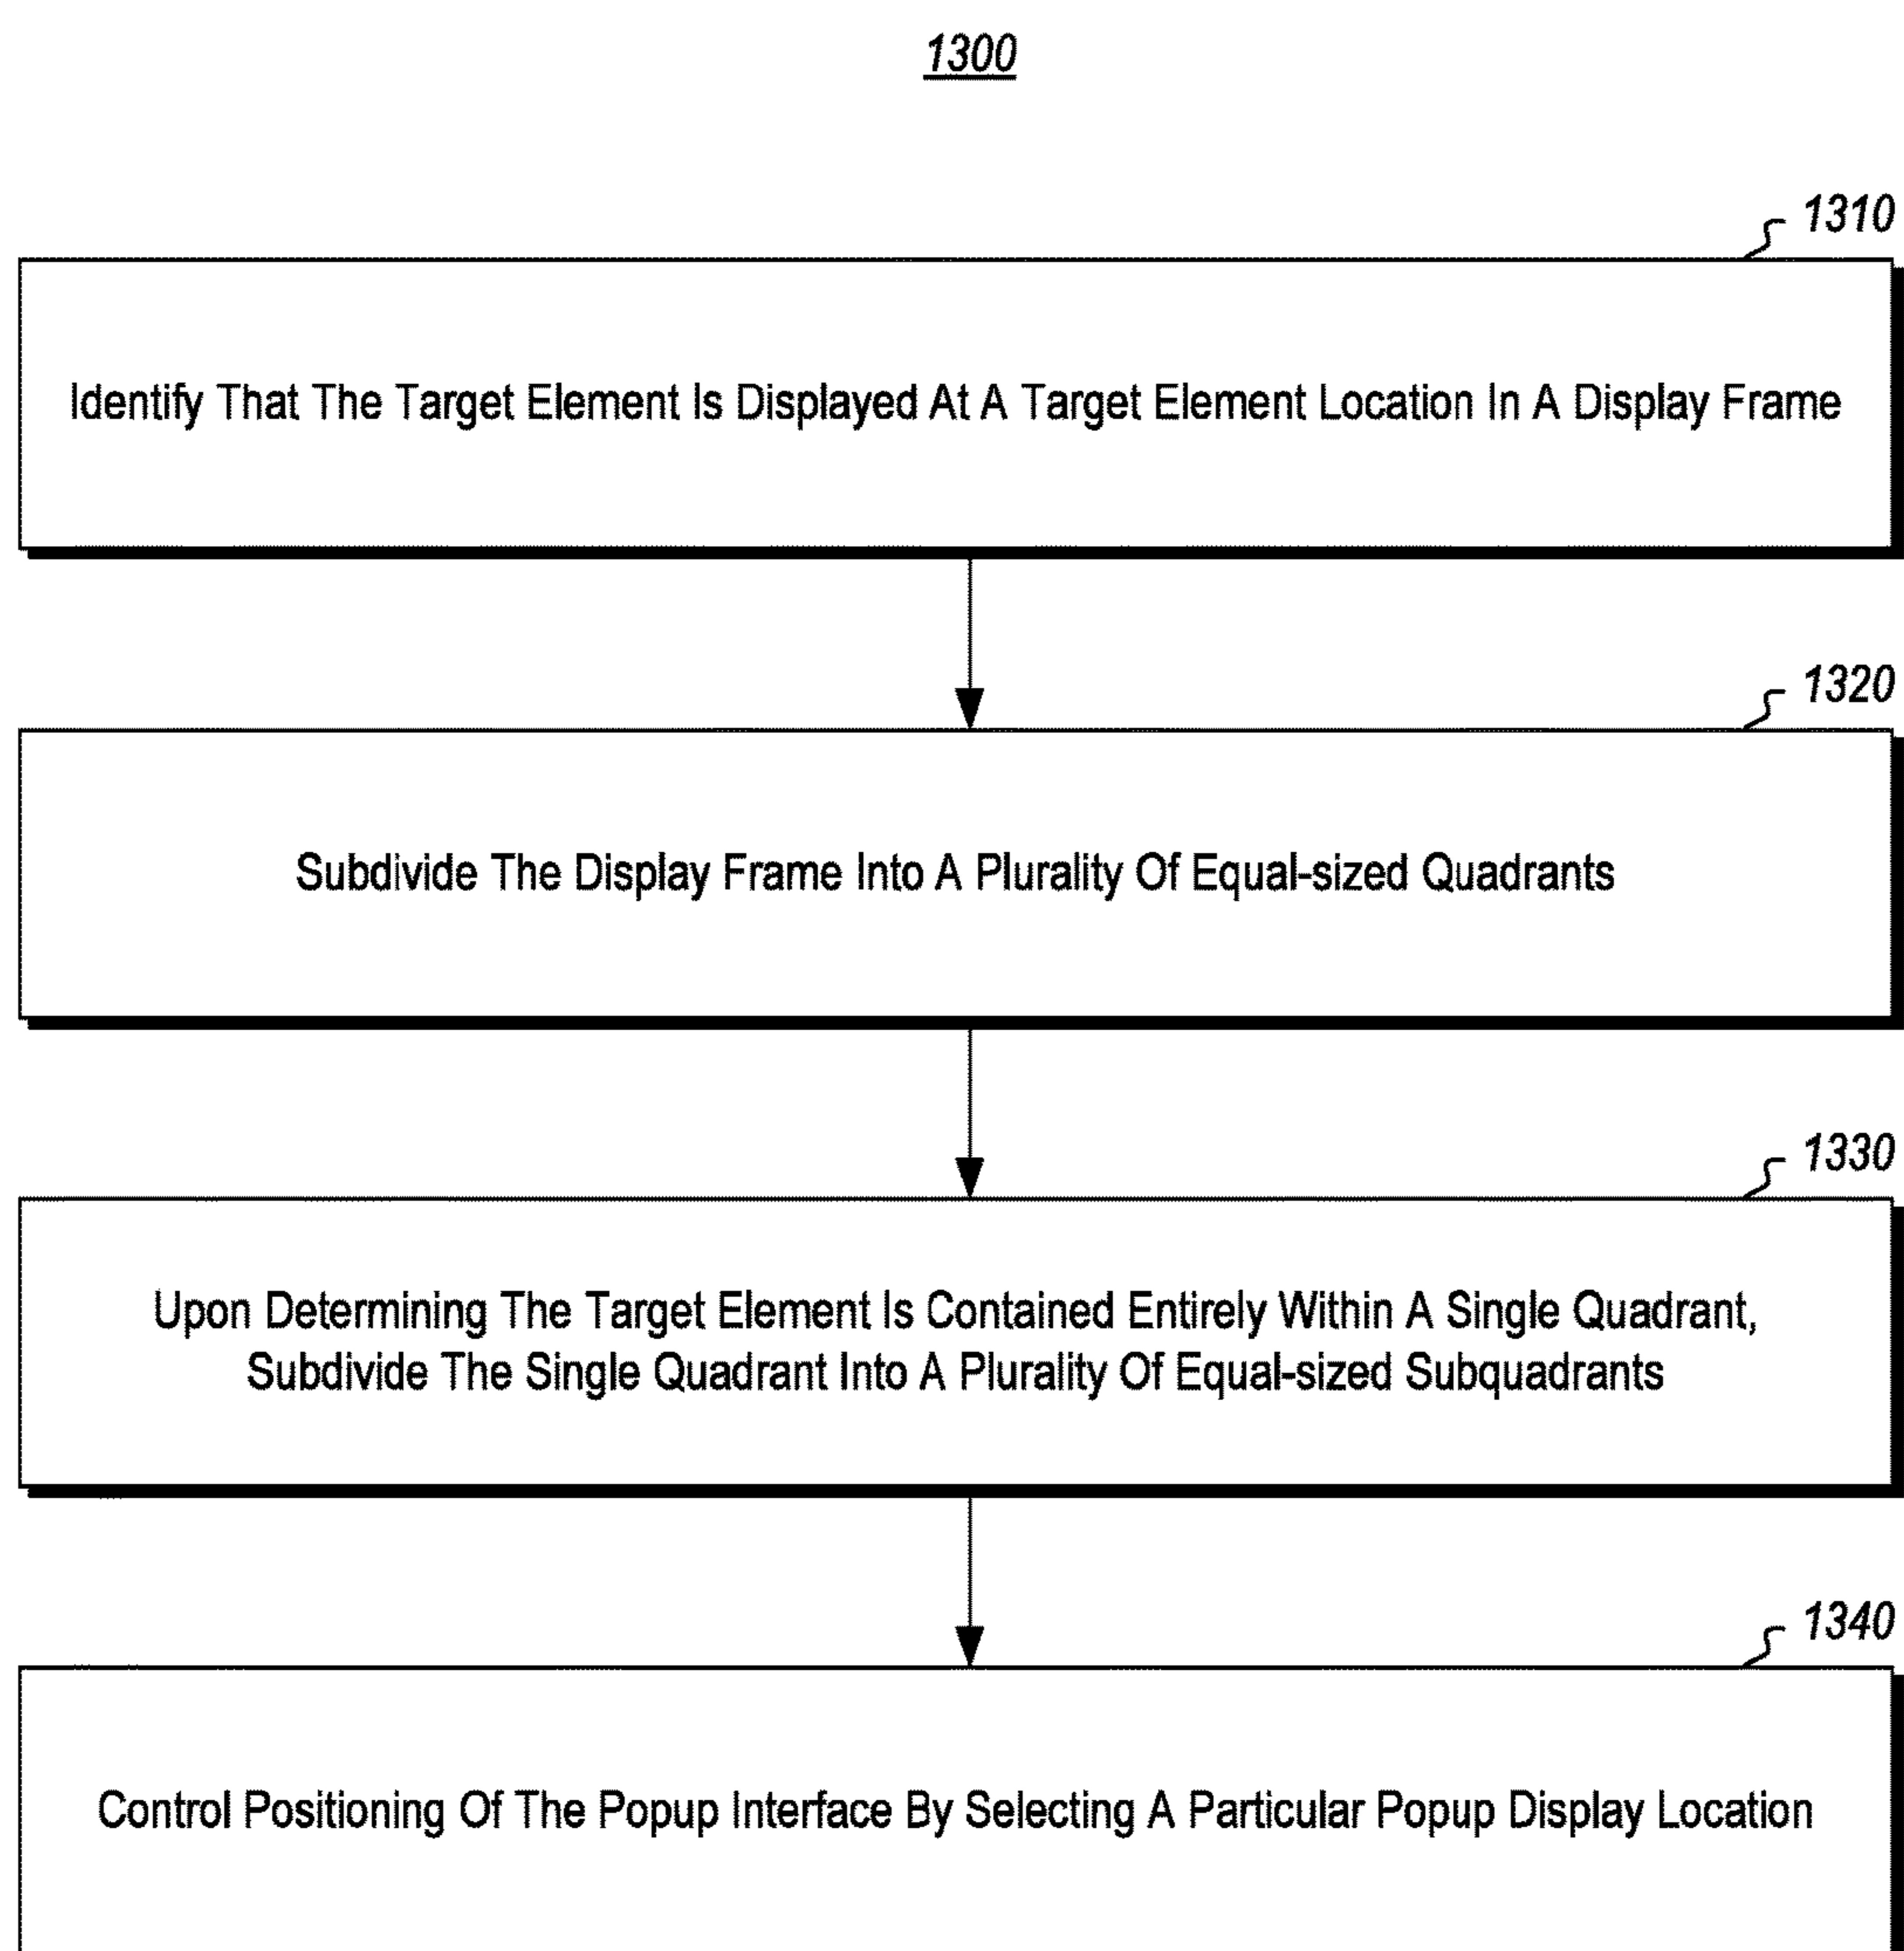 1300
1310
Identify That The Target Element Is Displayed At A Target Element Location In A Display Frame
1320
Subdivide The Display Frame Into A Plurality Of Equal-sized Quadrants
1330
Upon Determining The Target Element Is Contained Entirely Within A Single Quadrant,
Subdivide The Single Quadrant Into A Plurality Of Equal-sized Subquadrants
1340
Control Positioning Of The Popup Interface By Selecting A Particular Popup Display Location